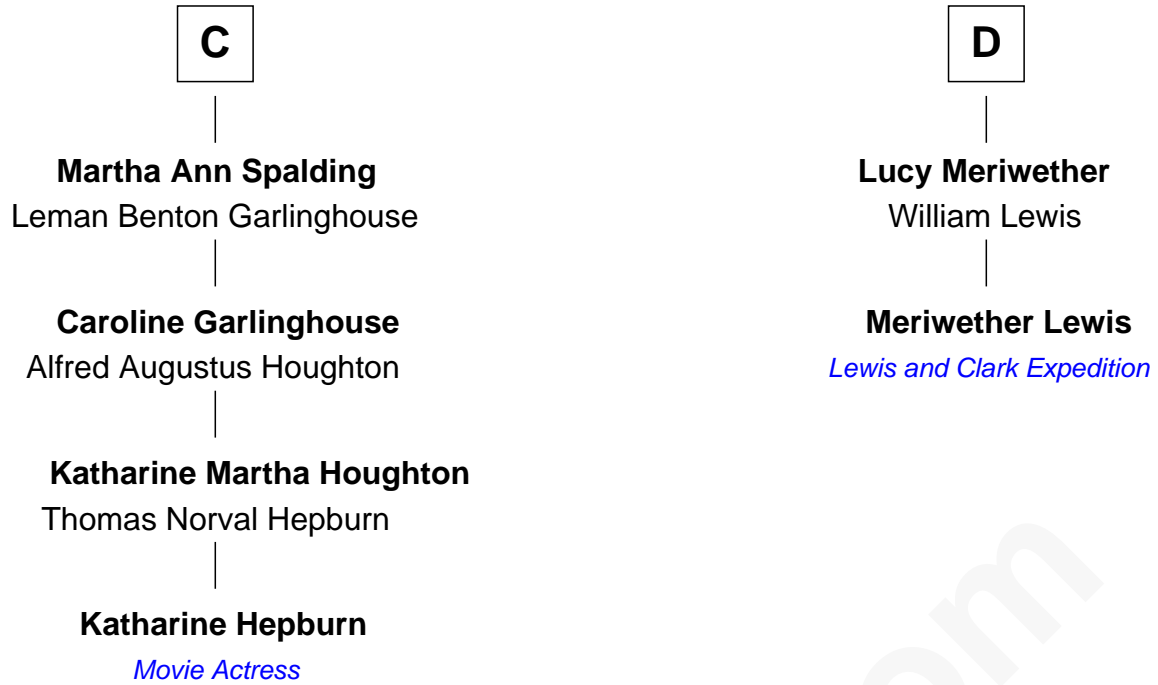 C
Martha Ann Spalding
Leman Benton Garlinghouse
Caroline Garlinghouse
Alfred Augustus Houghton
Katharine Martha Houghton
Thomas Norval Hepburn
Katharine Hepburn
Movie Actress
D
Lucy Meriwether
William Lewis
Meriwether Lewis
Lewis and Clark Expedition
om